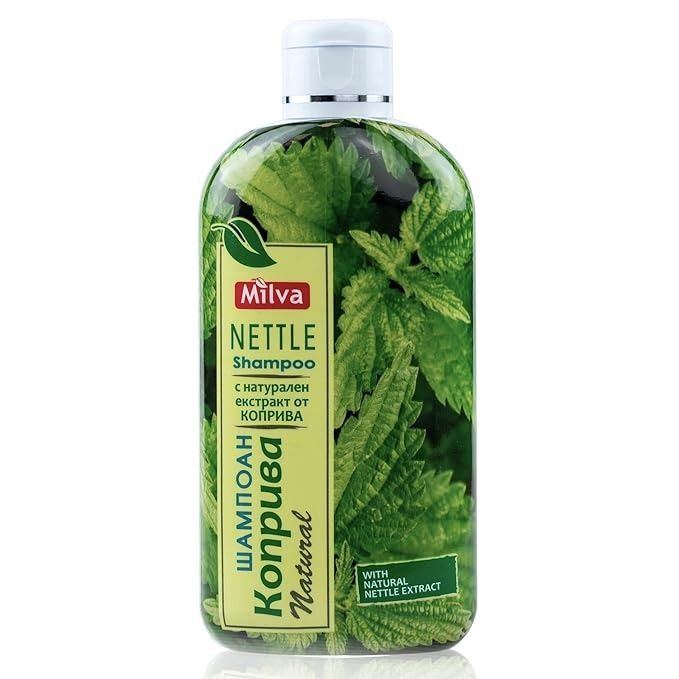 Milva
NETTLE
Shampoo
с натурален
екстракт от
КОПРИВА
ШАМПОАН
Коприва
Natural
WITH
NATURAL
NETTLE EXTRACT